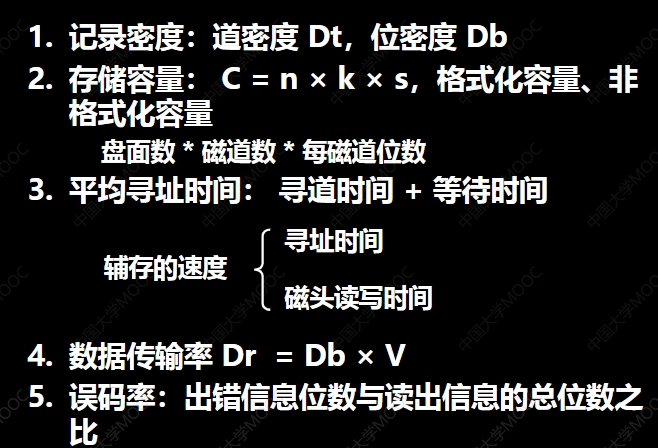 1. 记录密度：道密度 Dt，位密度 Db
2. 存储容量： C = n × k × s，格式化容量、非
格式化容量
盘面数 * 磁道数 * 每磁道位数
3. 平均寻址时间： 寻道时间 + 等待时间
寻址时间
辅存的速度
磁头读写时间
4. 数据传输率 Dr = Db × V
5. 误码率：出错信息位数与读出信息的总位数之
比
中国大学MOOC